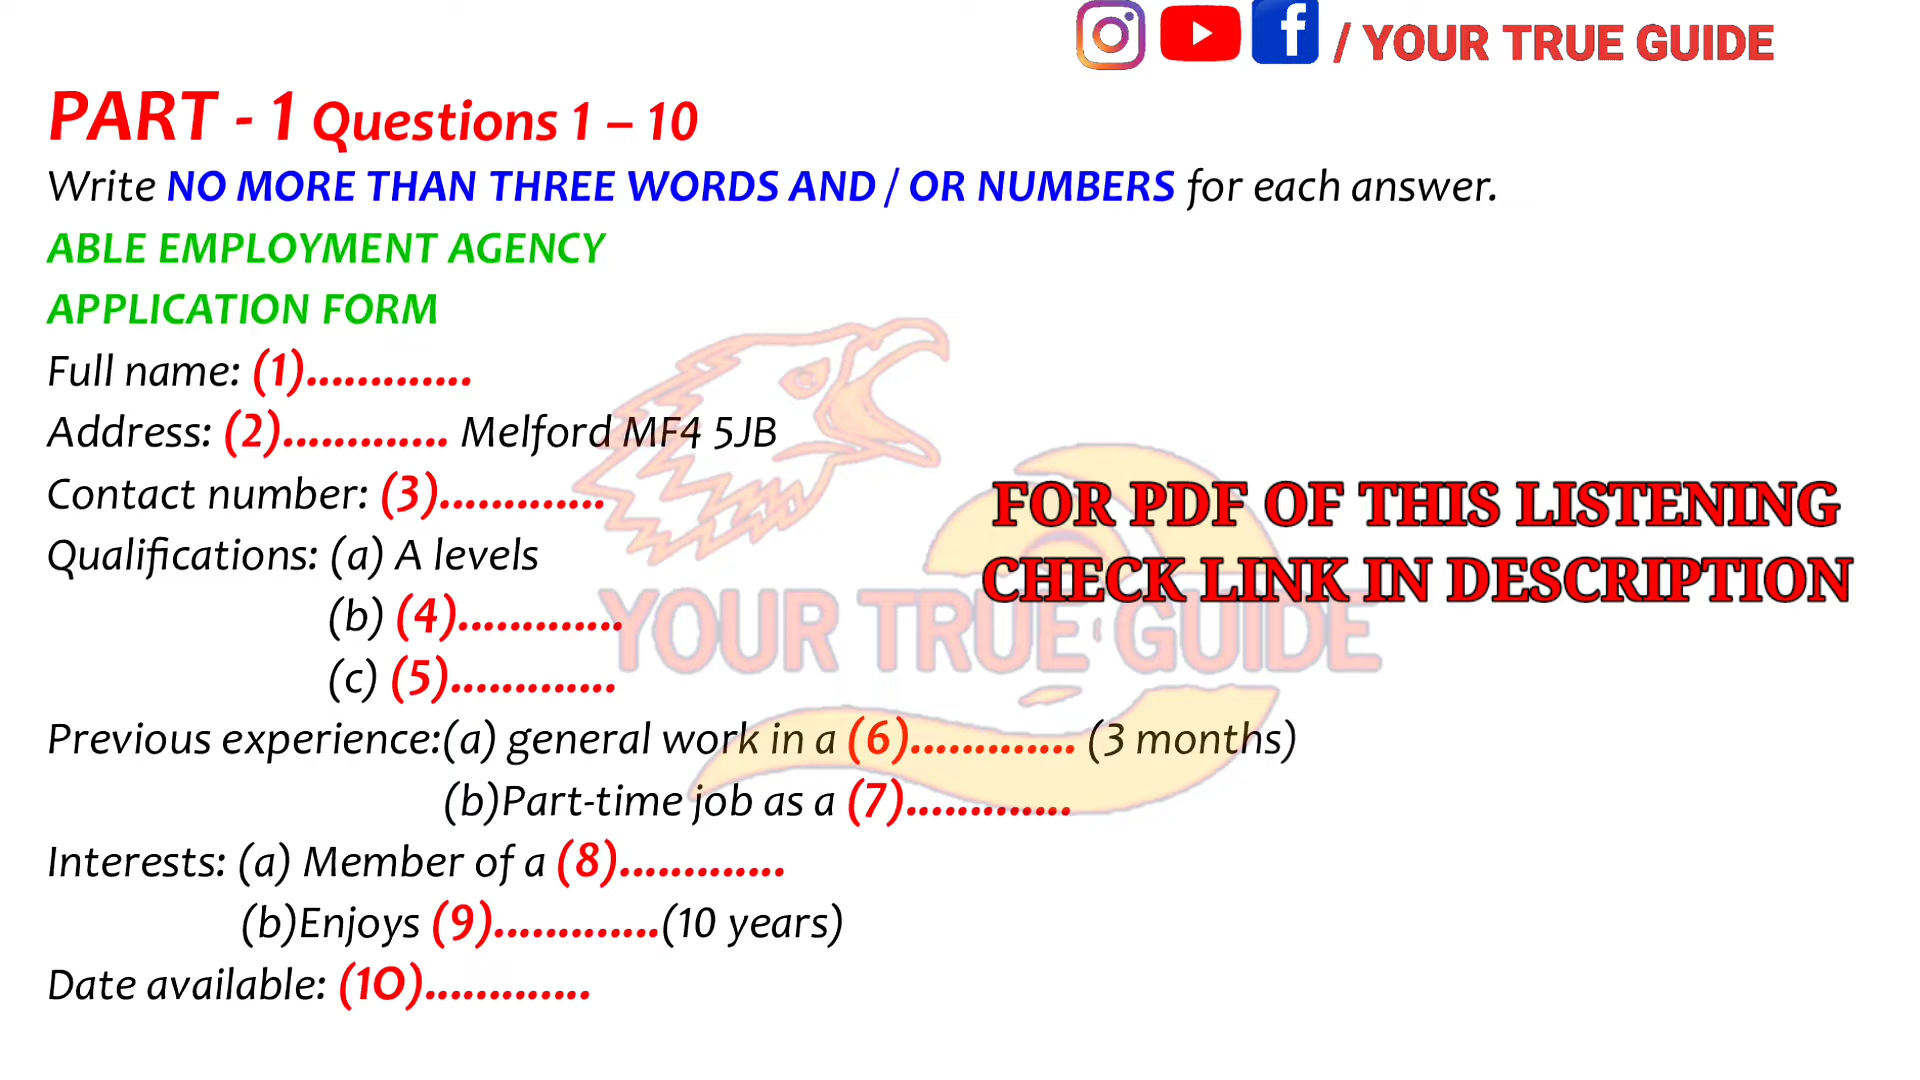 / YOUR TRUE GUIDE
PART - 1 Questions 1 – 10
Write NO MORE THAN THREE WORDS AND / OR NUMBERS for each answer.
ABLE EMPLOYMENT AGENCY
APPLICATION FORM
Full name: (1).............
Address: (2)............. Melford MF4 5JB
Contact number: (3).............
Qualifications: (a) A levels
(b) (4).............
(c) (5).............
Previous experience:(a) general work in a (6)............. (3 months)
(b)Part-time job as a (7).............
Interests: (a) Member of a (8).............
(b)Enjoys (9).............(10 years)
Date available: (10).............
FOR PDF OF THIS LISTENING
CHECK LINK IN DESCRIPTION
YOUR TRUE GUIDE